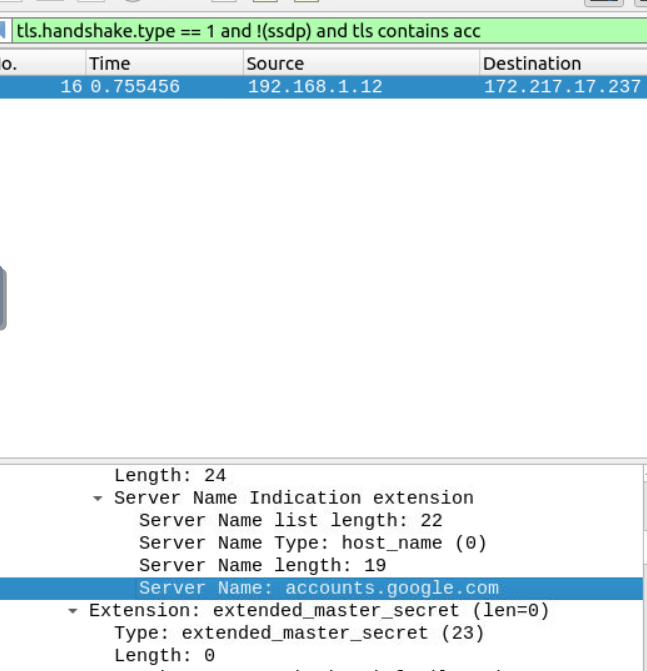 tls.handshake.type == 1 and !(ssdp) and tls contains acc
o. Time Source Destination
16 0.755456 192.168.1.12 172.217.17.237
Length: 24
Server Name Indication extension
Server Name list length: 22
Server Name Type: host_name (0)
Server Name length: 19
Server Name: accounts.google.com
Extension: extended_master_secret (len=0)
Type: extended_master_secret (23)
Length: 0